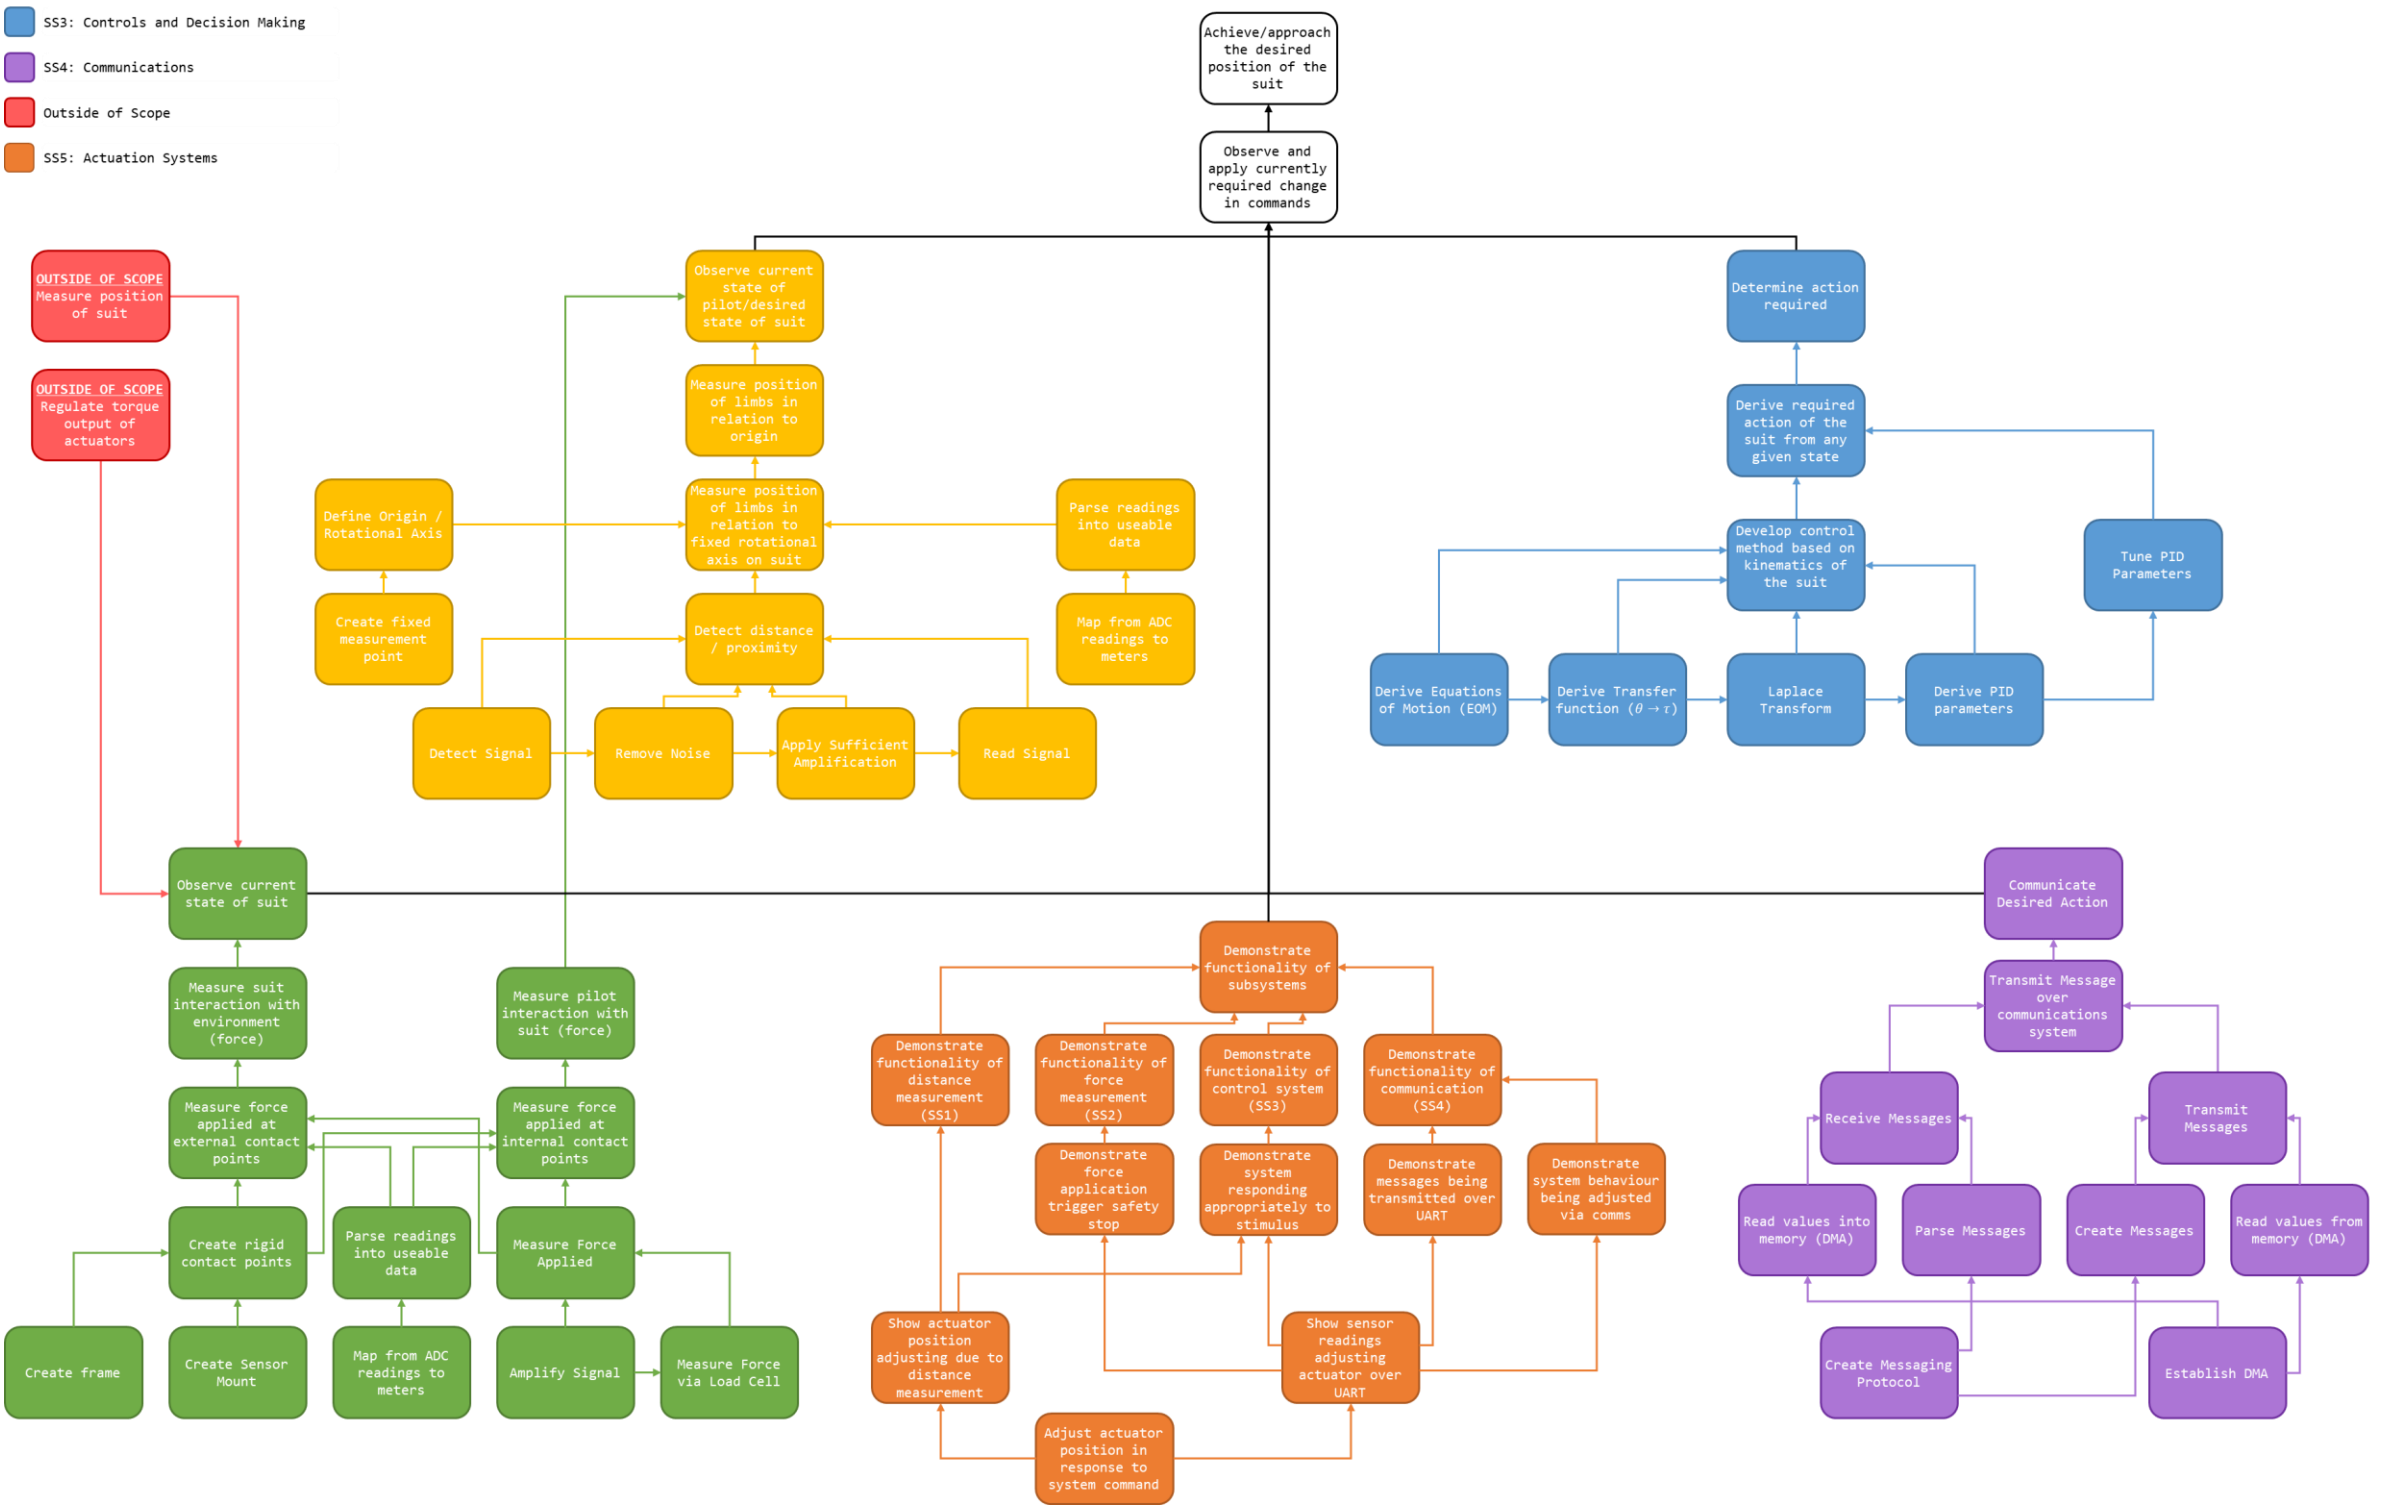 SS3: Controls and Decision Making
SS4: Communications
Outside of Scope
SS5: Actuation Systems
Achieve/approach
the desired
position of the
suit
Observe and
apply currently
required change
in commands
OUTSIDE OF SCOPE
Measure position
of suit
OUTSIDE OF SCOPE
Regulate torque
output of
actuators
Observe current
state of
pilot/desired
state of suit
Measure position
of limbs in
relation to
origin
Define Origin /
Rotational Axis
Measure position
of limbs in
relation to
fixed rotational
axis on suit
Parse readings
into useable
data
Create fixed
measurement
point
Detect distance
/ proximity
Map from ADC
readings to
meters
Detect Signal
Remove Noise
Apply Sufficient
Amplification
Read Signal
Determine action
required
Derive required
action of the
suit from any
given state
Develop control
method based on
kinematics of
the suit
Tune PID
Parameters
Derive Equations
of Motion (EOM)
Derive Transfer
function (θ → τ)
Laplace
Transform
Derive PID
parameters
Observe current
state of suit
Measure suit
interaction with
environment
(force)
Measure pilot
interaction with
suit (force)
Measure force
applied at
external contact
points
Measure force
applied at
internal contact
points
Create rigid
contact points
Parse readings
into useable
data
Measure Force
Applied
Create frame
Create Sensor
Mount
Map from ADC
readings to
meters
Amplify Signal
Measure Force
via Load Cell
Demonstrate
functionality of
subsystems
Demonstrate
functionality of
distance
measurement
(SS1)
Demonstrate
functionality of
force
measurement
(SS2)
Demonstrate
functionality of
control system
(SS3)
Demonstrate
functionality of
communication
(SS4)
Demonstrate
force
application
trigger safety
stop
Demonstrate
system
responding
appropriately to
stimulus
Demonstrate
messages being
transmitted over
UART
Demonstrate
system behaviour
being adjusted
via comms
Show actuator
position
adjusting due to
distance
measurement
Show sensor
readings
adjusting
actuator over
UART
Adjust actuator
position in
response to
system command
Communicate
Desired Action
Transmit Message
over
communications
system
Receive Messages
Transmit
Messages
Read values into
memory (DMA)
Parse Messages
Create Messages
Read values from
memory (DMA)
Create Messaging
Protocol
Establish DMA